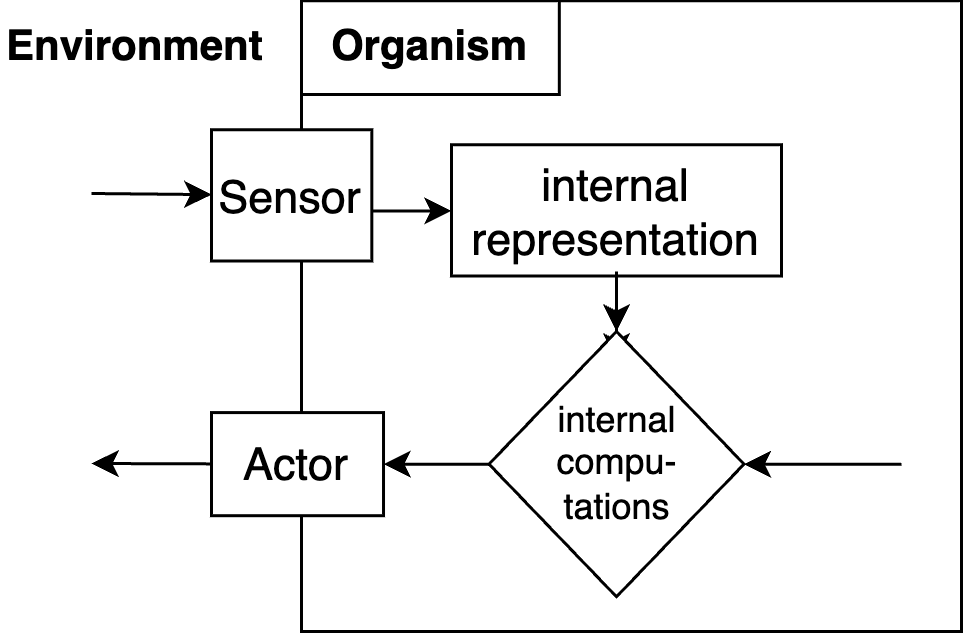 Environment
Organism
Sensor
internal
representation
internal
compu-
tations
Actor